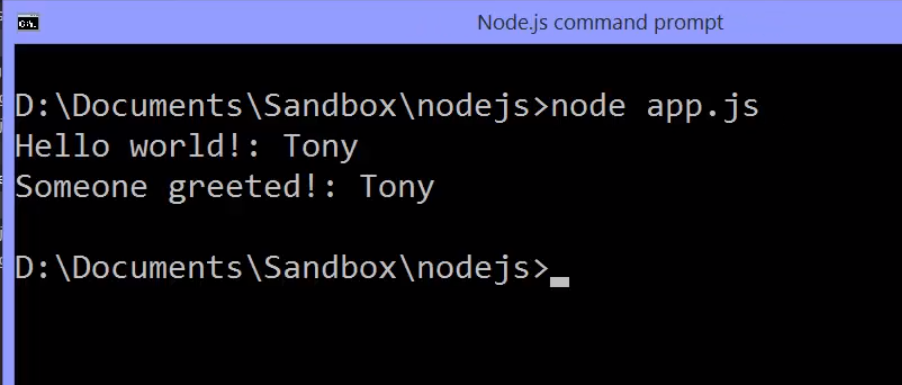 Node.js command prompt
D:\Documents\Sandbox\nodejs>node app.js
Hello world!: Tony
Someone greeted!: Tony
D:\Documents\Sandbox\nodejs>